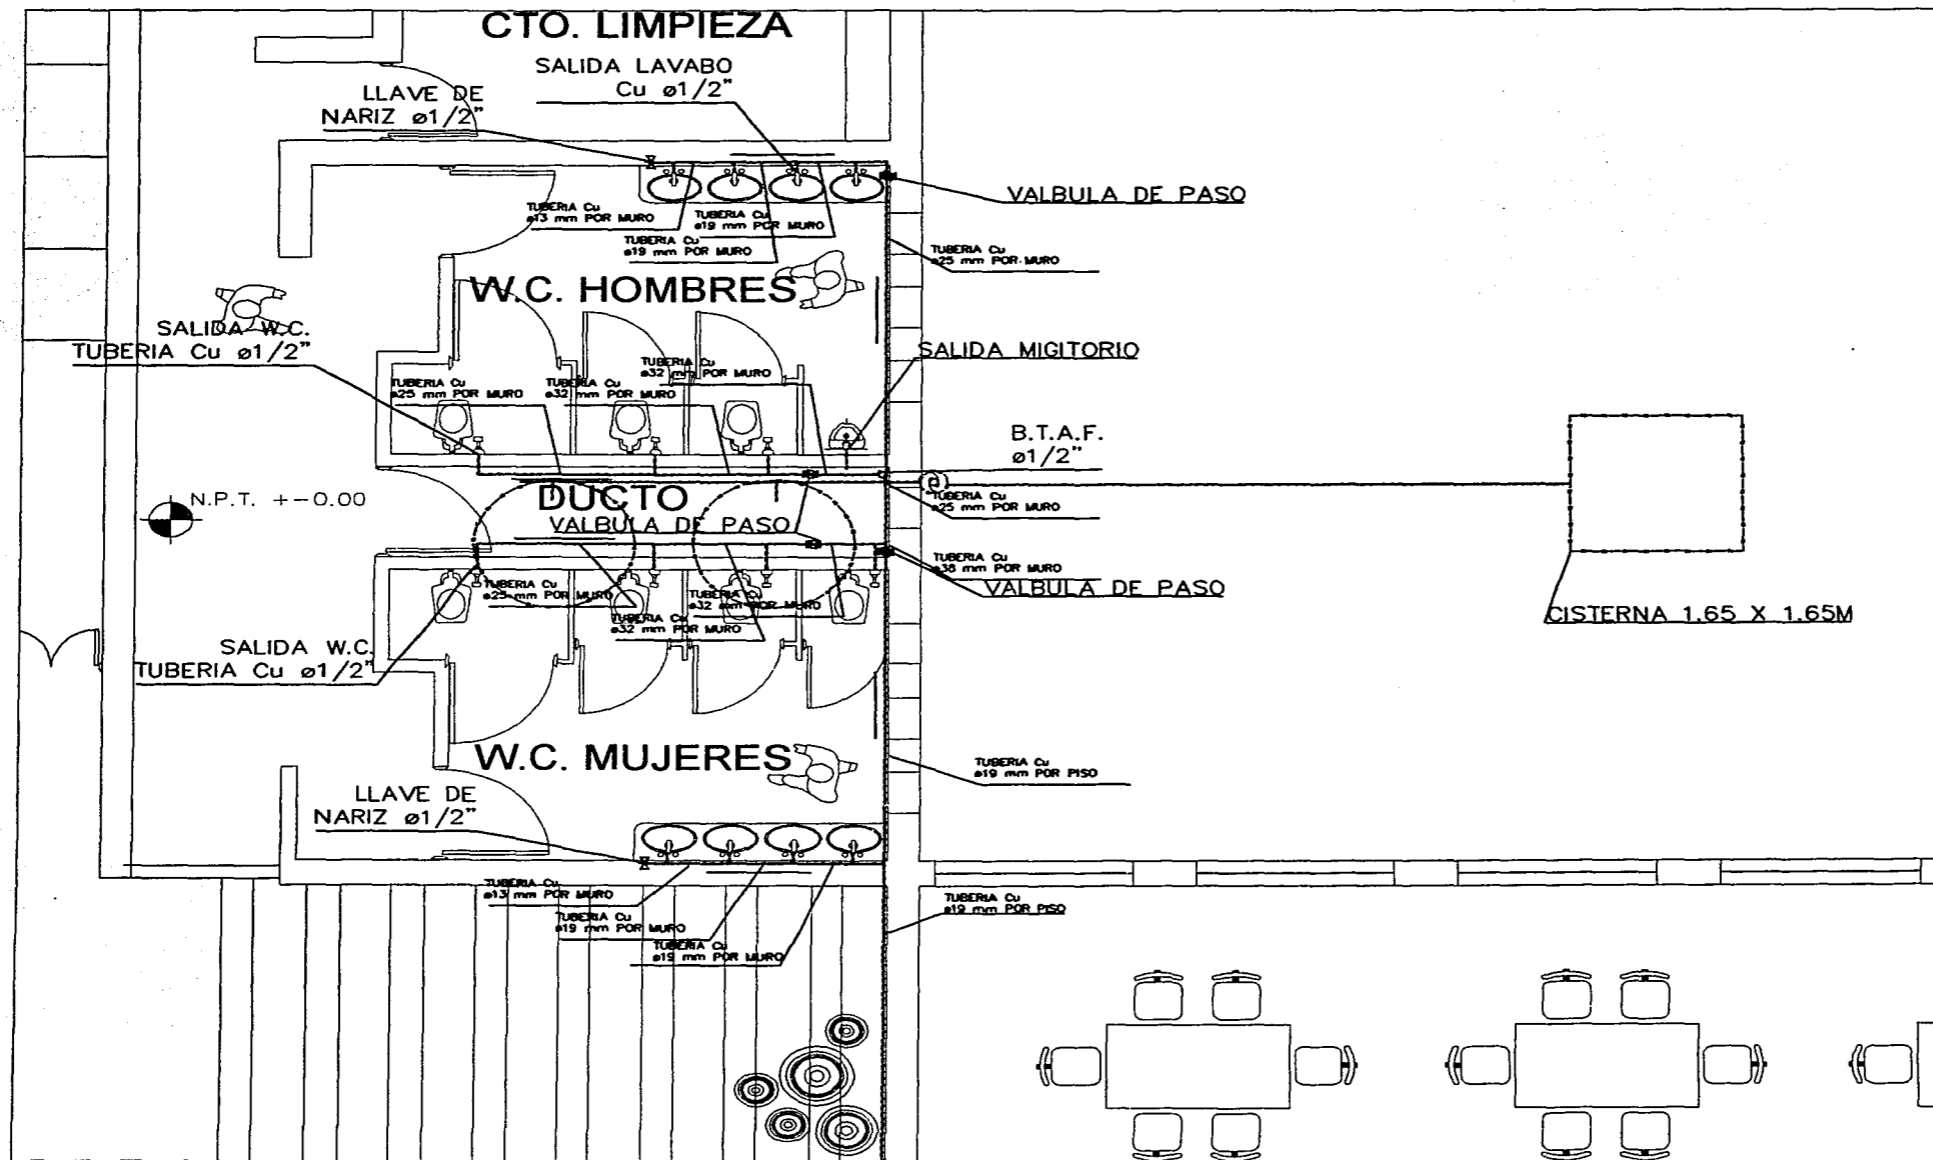 CTO. LIMPIEZA
SALIDA LAVABO
Cu ø1/2"
LLAVE DE
NARIZ ø1/2"
VALBULA DE PASO
TUBERIA Cu
ø13 mm POR MURO
TUBERIA Cu
ø19 mm POR MURO
TUBERIA Cu
ø19 mm POR MURO
TUBERIA Cu
ø25 mm POR MURO
W.C. HOMBRES
SALIDA W.C.
TUBERIA Cu ø1/2"
SALIDA MIGITORIO
TUBERIA Cu
ø32 mm POR MURO
TUBERIA Cu
ø25 mm POR MURO
TUBERIA Cu
ø32 mm POR MURO
B.T.A.F.
ø1/2"
N.P.T. +-0.00
DUCTO
VALBULA DE PASO
TUBERIA Cu
ø25 mm POR MURO
TUBERIA Cu
ø38 mm POR MURO
VALBULA DE PASO
CISTERNA 1.65 X 1.65M
TUBERIA Cu
ø25 mm POR MURO
TUBERIA Cu
ø32 mm POR MURO
TUBERIA Cu
ø32 mm POR MURO
SALIDA W.C.
TUBERIA Cu ø1/2"
W.C. MUJERES
TUBERIA Cu
ø19 mm POR PISO
LLAVE DE
NARIZ ø1/2"
TUBERIA Cu
ø13 mm POR MURO
TUBERIA Cu
ø19 mm POR MURO
TUBERIA Cu
ø19 mm POR MURO
TUBERIA Cu
ø19 mm POR PISO